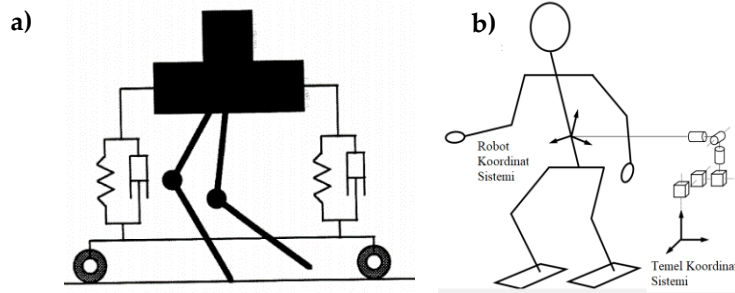 a)
b)
Robot
Koordinat
Sistemi
Temel Koordinat
Sistemi